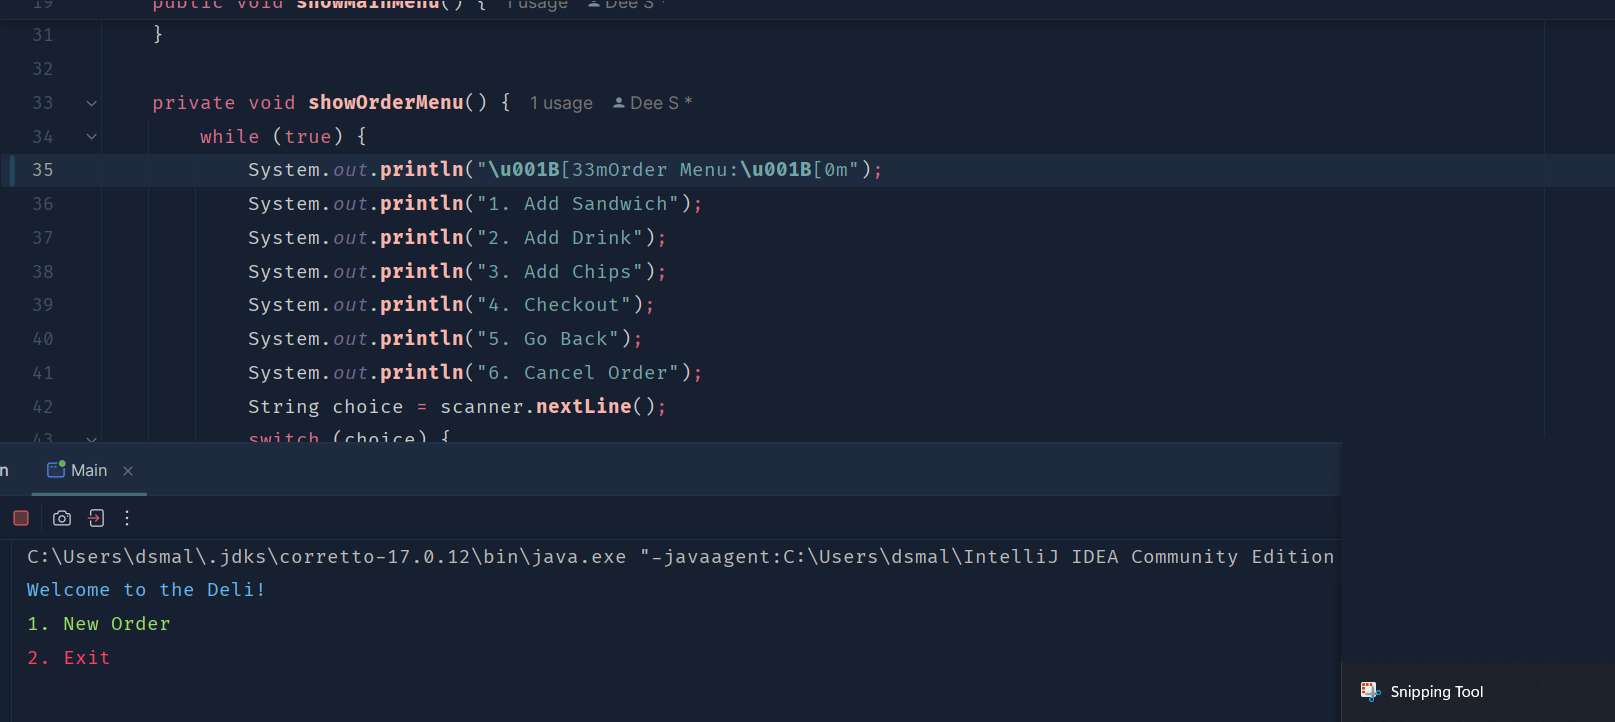 19 public void showMainMenu() { 1 usage Dee S *
31 }
32
33 private void showOrderMenu() { 1 usage Dee S *
34 while (true) {
35 System.out.println("\u001B[33mOrder Menu:\u001B[0m");
36 System.out.println("1. Add Sandwich");
37 System.out.println("2. Add Drink");
38 System.out.println("3. Add Chips");
39 System.out.println("4. Checkout");
40 System.out.println("5. Go Back");
41 System.out.println("6. Cancel Order");
42 String choice = scanner.nextLine();
43 switch (choice) {
n Main ×
C:\Users\dsmal\.jdks\corretto-17.0.12\bin\java.exe "-javaagent:C:\Users\dsmal\IntelliJ IDEA Community Edition
Welcome to the Deli!
1. New Order
2. Exit
Snipping Tool